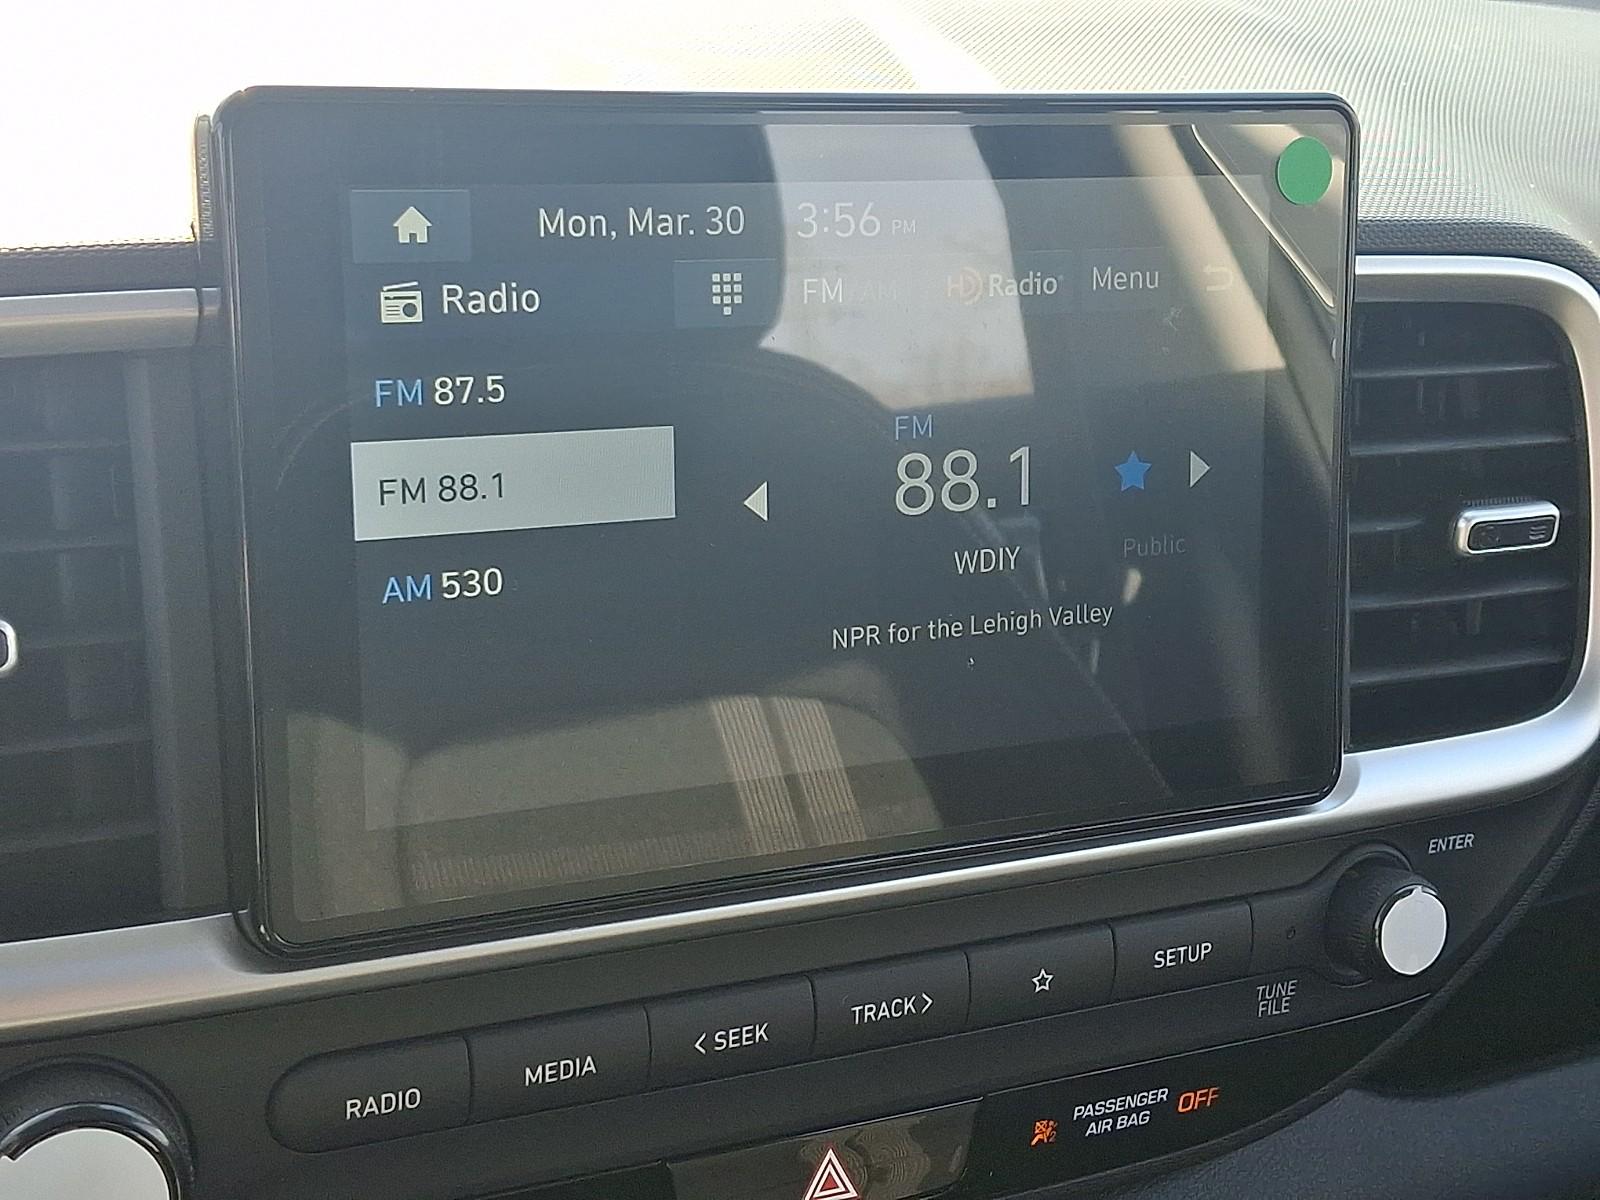 Mon, Mar. 30 3:56 PM
Radio FM/AM HD Radio Menu
FM 87.5
FM 88.1
AM 530
FM
88.1
WDIY
Public
NPR for the Lehigh Valley
ENTER
RADIO MEDIA < SEEK TRACK > SETUP
TUNE
FILE
PASSENGER
AIR BAG OFF